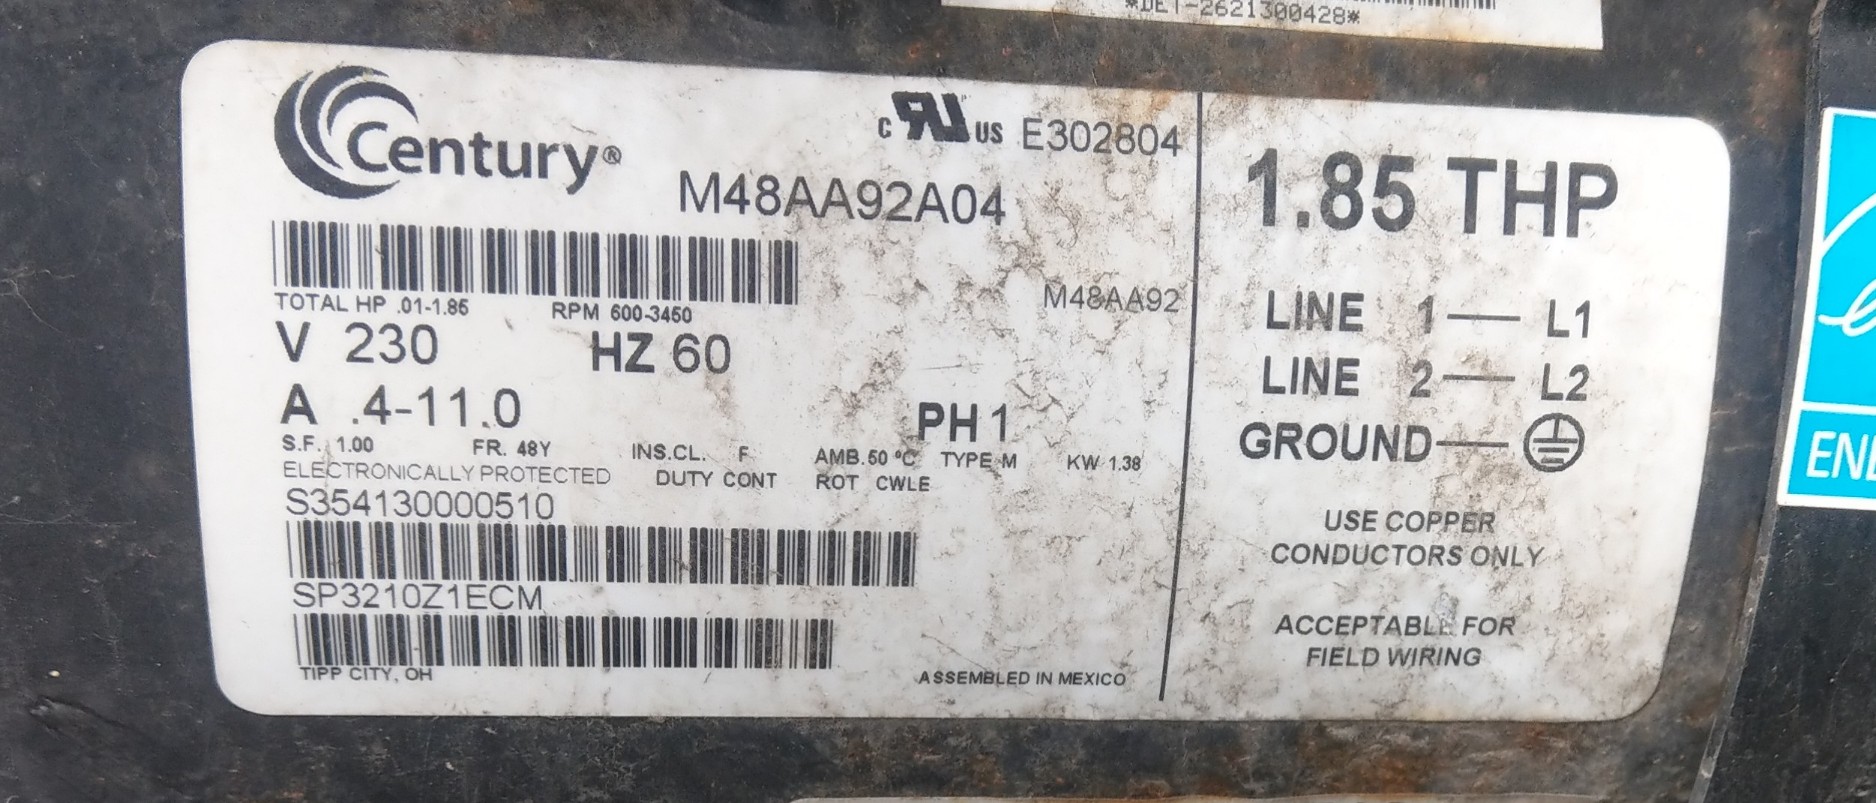 *DET-2621300428*
Century®
c RU US E302804
M48AA92A04
TOTAL HP .01-1.85 RPM 600-3450
M48AA92
V 230 HZ 60
A .4-11.0 PH 1
S.F. 1.00 FR. 48Y INS.CL. F AMB.50 °C TYPE M KW 1.38
ELECTRONICALLY PROTECTED DUTY CONT ROT CWLE
S354130000510
SP3210Z1ECM
TIPP CITY, OH ASSEMBLED IN MEXICO
1.85 THP
LINE 1 — L1
LINE 2 — L2
GROUND — ⏚
USE COPPER
CONDUCTORS ONLY
ACCEPTABLE FOR
FIELD WIRING
ENE